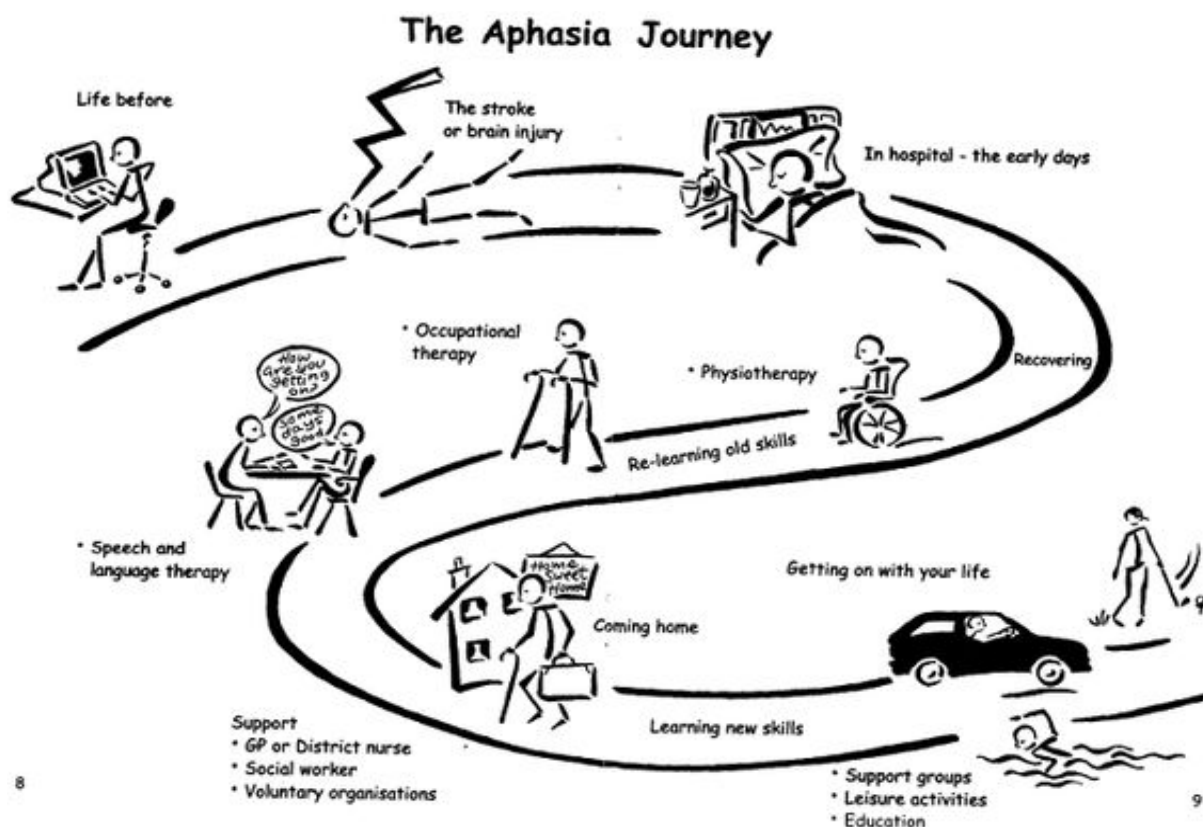 The Aphasia Journey
Life before
The stroke
or brain injury
In hospital - the early days
Recovering
* Physiotherapy
* Occupational
therapy
Re-learning old skills
How
are you
getting
on?
Some
days
good
* Speech and
language therapy
Home
Sweet
Home
Coming home
Support
* GP or District nurse
* Social worker
* Voluntary organisations
Learning new skills
Getting on with your life
* Support groups
* Leisure activities
* Education
8
9